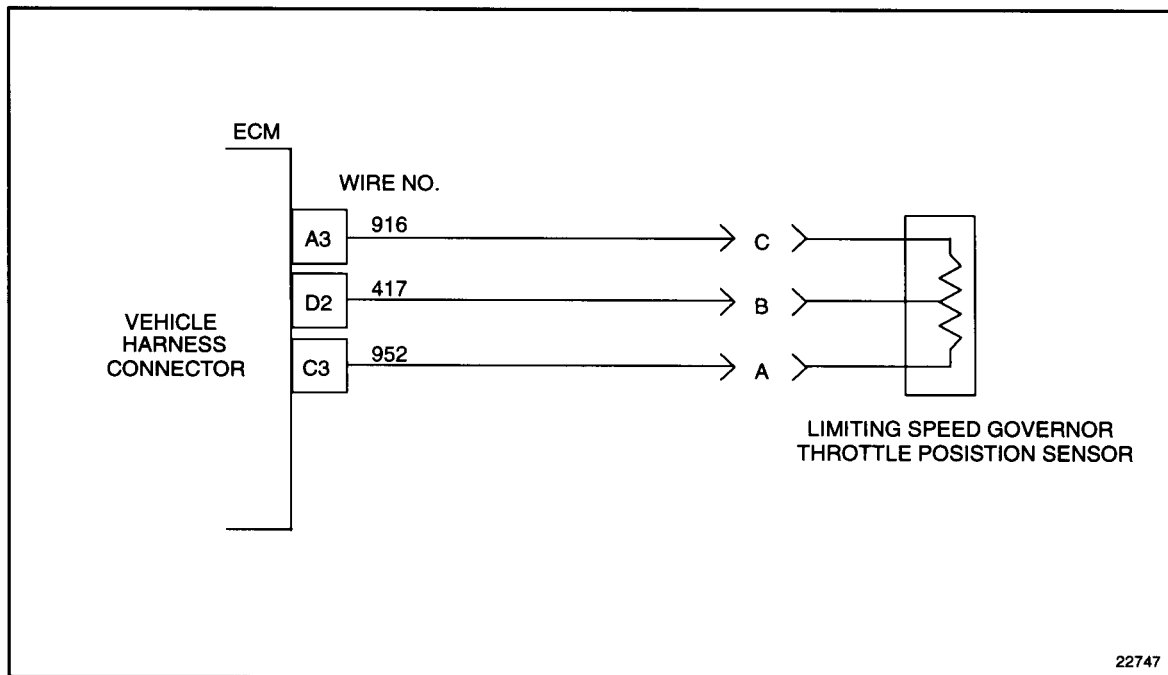 ECM
WIRE NO.
A3
916
C
D2
417
B
VEHICLE
HARNESS
CONNECTOR
C3
952
A
LIMITING SPEED GOVERNOR
THROTTLE POSISTION SENSOR
22747